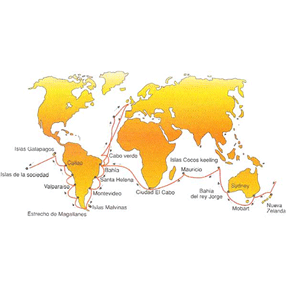 Islas Galapagos
Islas de la sociedad
Callao
Valparaiso
Estrecho de Magallanes
Cabo verde
Bahía
Santa Helena
Montevideo
Islas Malvinas
Ciudad El Cabo
Mauricio
Islas Cocos keeling
Bahía
del rey Jorge
Sydney
Hobart
Nueva
Zelanda